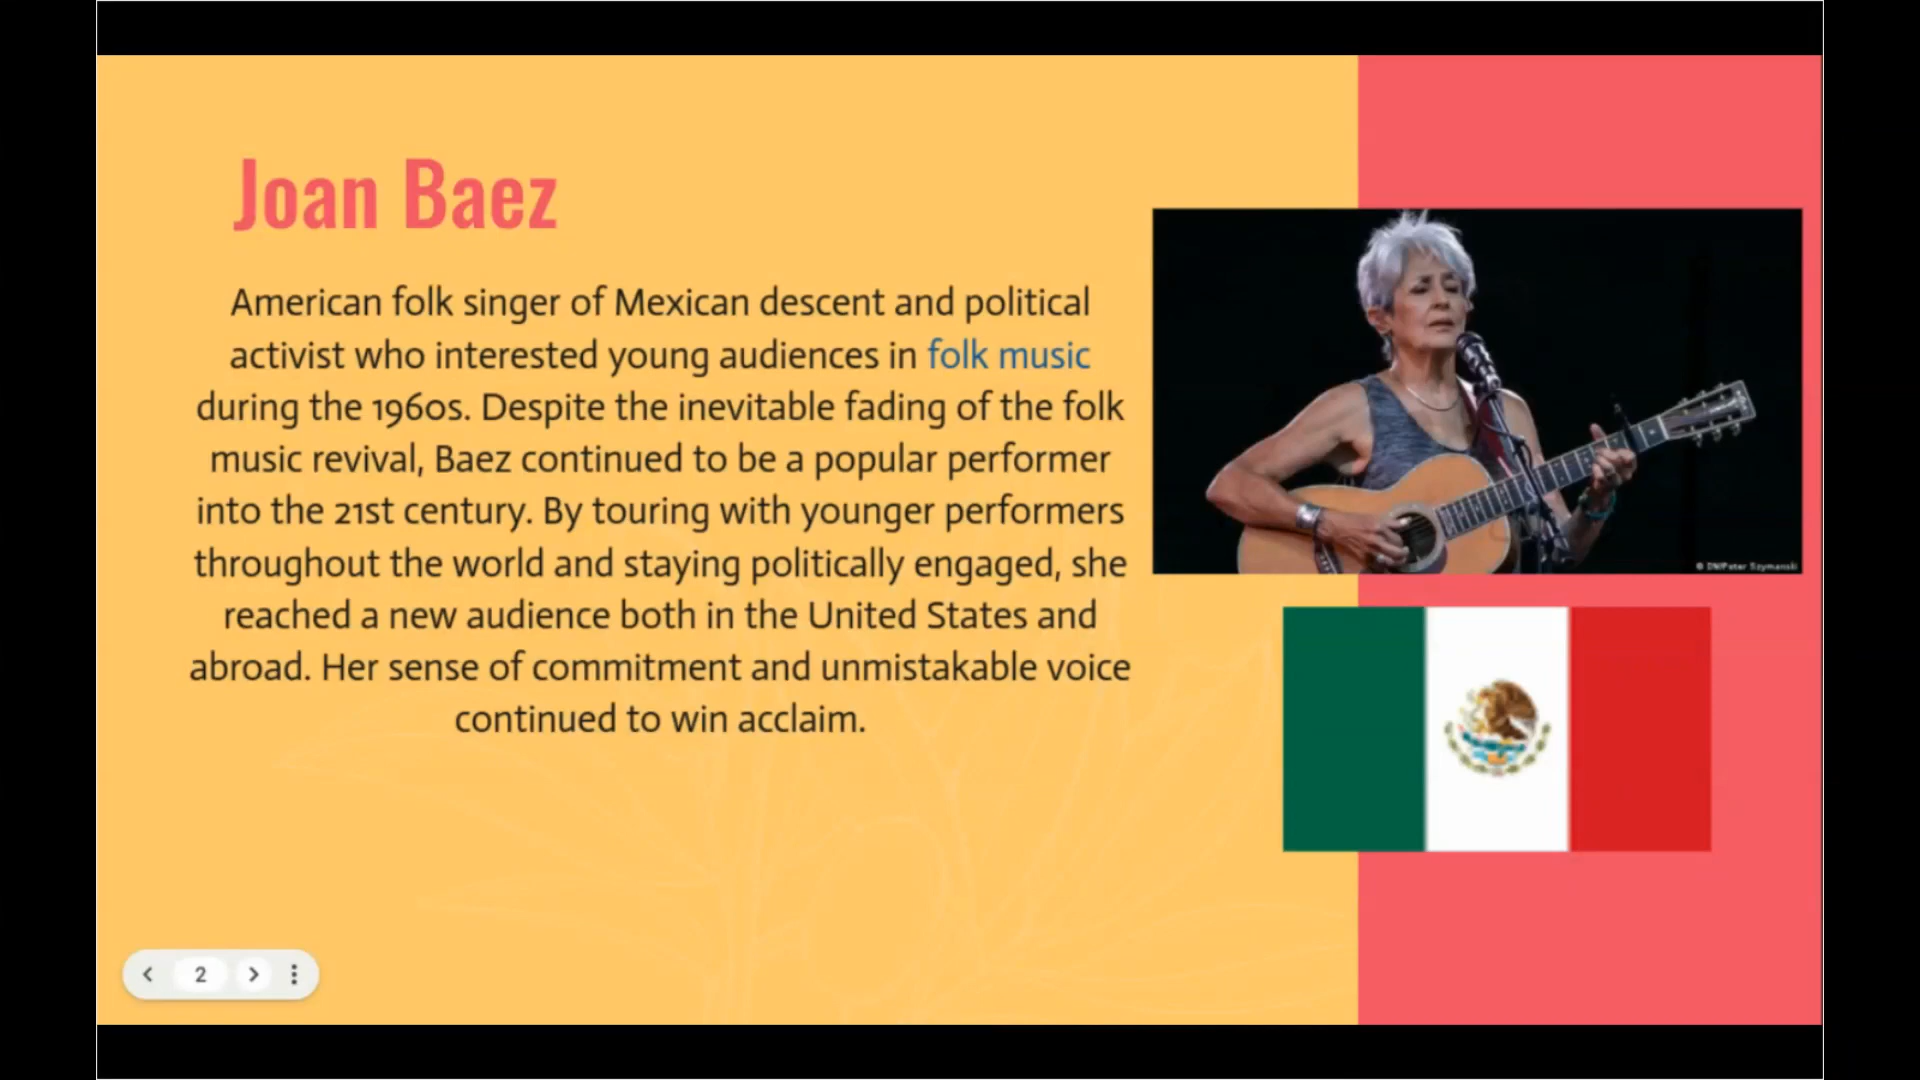 Joan Baez
American folk singer of Mexican descent and political
activist who interested young audiences in folk music
during the 1960s. Despite the inevitable fading of the folk
music revival, Baez continued to be a popular performer
into the 21st century. By touring with younger performers
throughout the world and staying politically engaged, she
reached a new audience both in the United States and
abroad. Her sense of commitment and unmistakable voice
continued to win acclaim.
© DW/Peter Szymanski
2